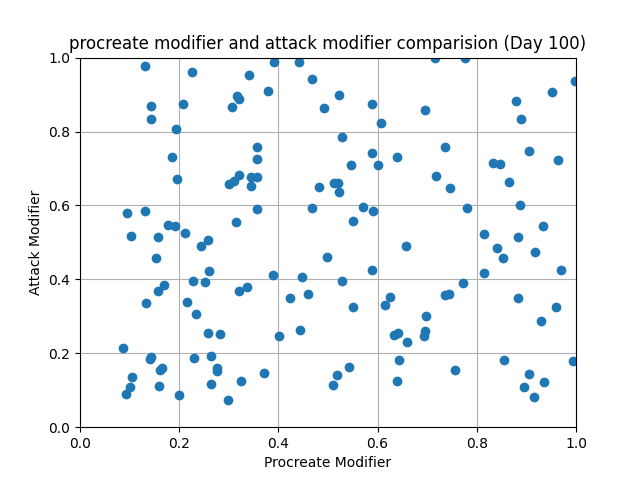 procreate modifier and attack modifier comparision (Day 100)
1.0
0.8
0.6
0.4
0.2
0.0
Attack Modifier
0.0 0.2 0.4 0.6 0.8 1.0
Procreate Modifier